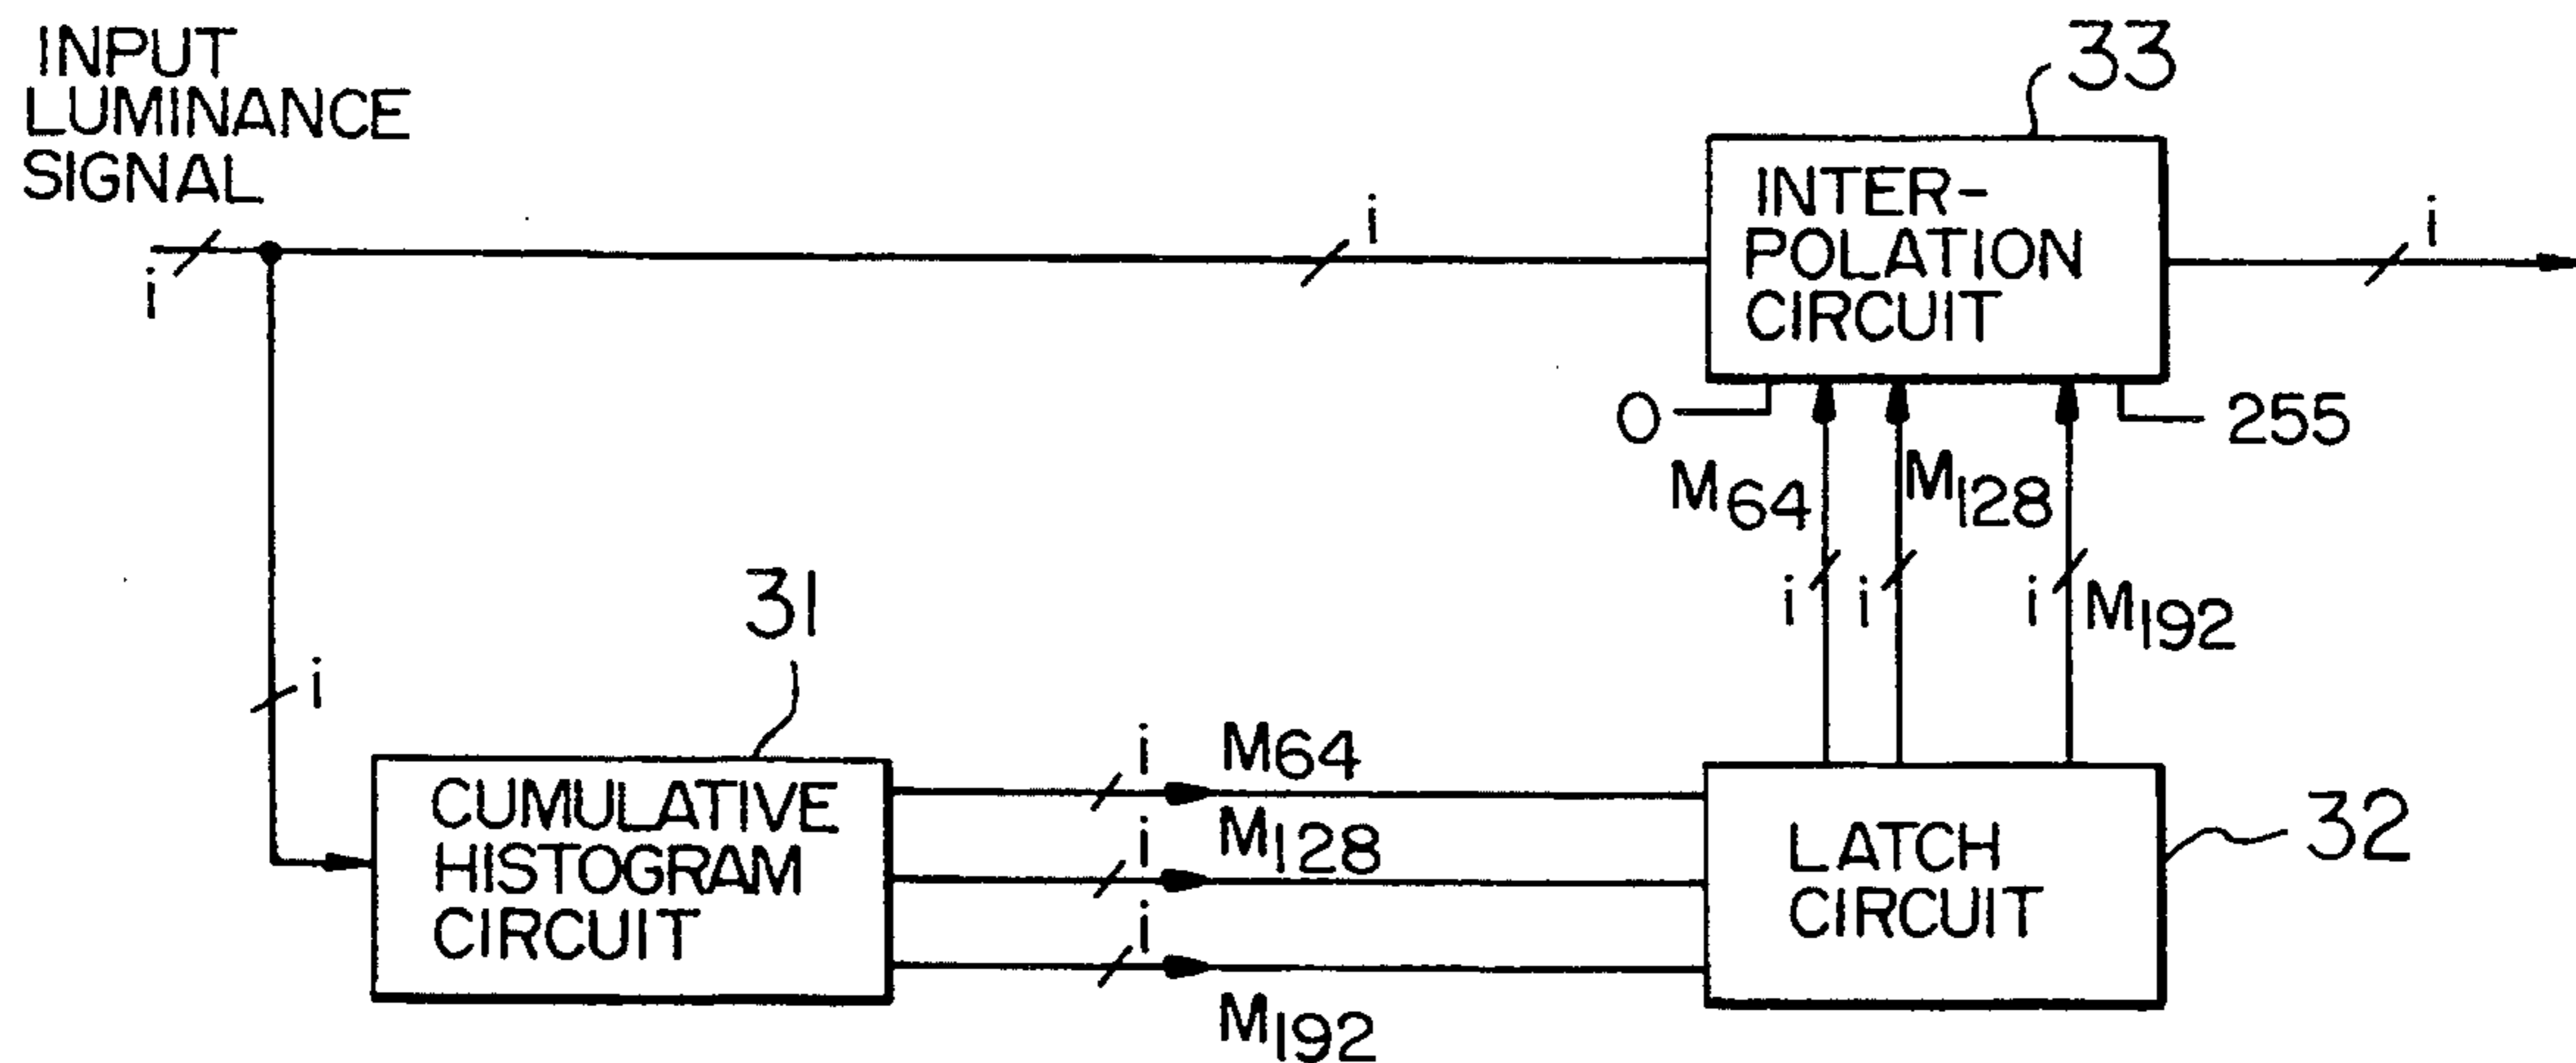 INPUT
LUMINANCE
SIGNAL
i
i
33
INTER-
POLATION
CIRCUIT
i
0
255
M64
M128
i
i
i
M192
31
i
CUMULATIVE
HISTOGRAM
CIRCUIT
i
M64
i
M128
i
M192
LATCH
CIRCUIT
32